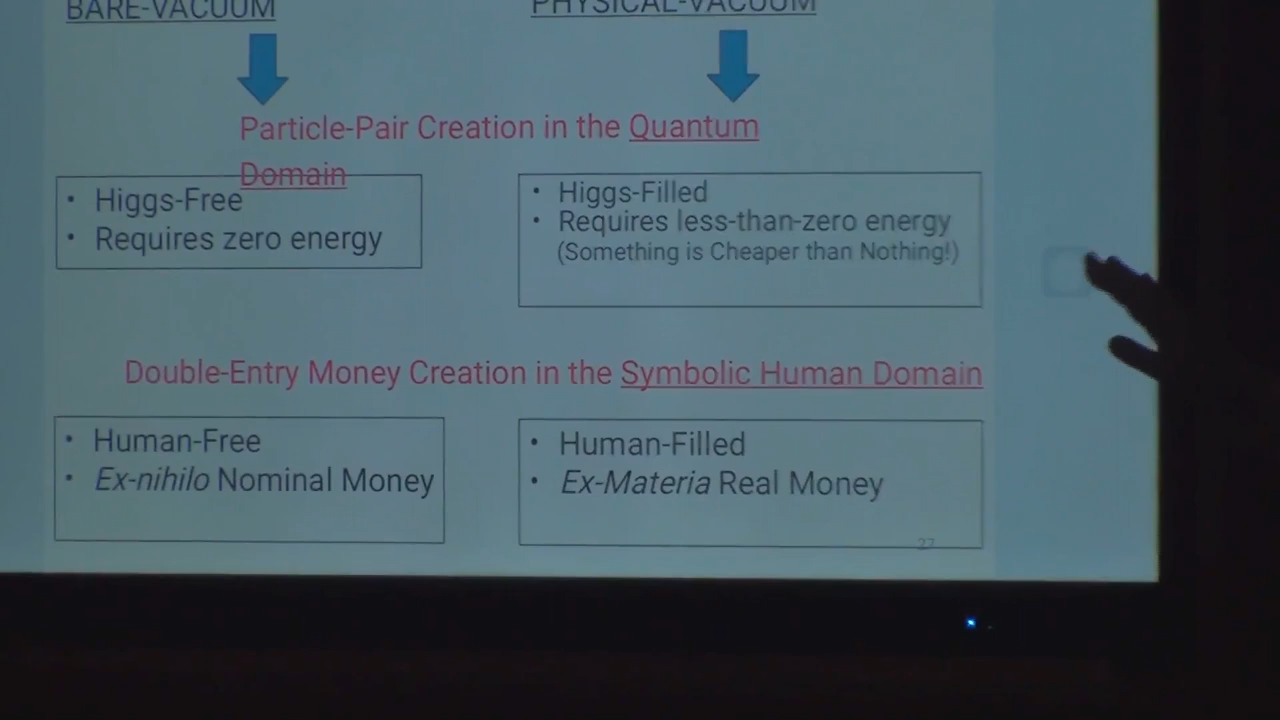 BARE-VACUUM
PHYSICAL-VACUUM
Particle-Pair Creation in the Quantum
Domain
• Higgs-Free
• Requires zero energy
• Higgs-Filled
• Requires less-than-zero energy
(Something is Cheaper than Nothing!)
Double-Entry Money Creation in the Symbolic Human Domain
• Human-Free
• Ex-nihilo Nominal Money
• Human-Filled
• Ex-Materia Real Money
27